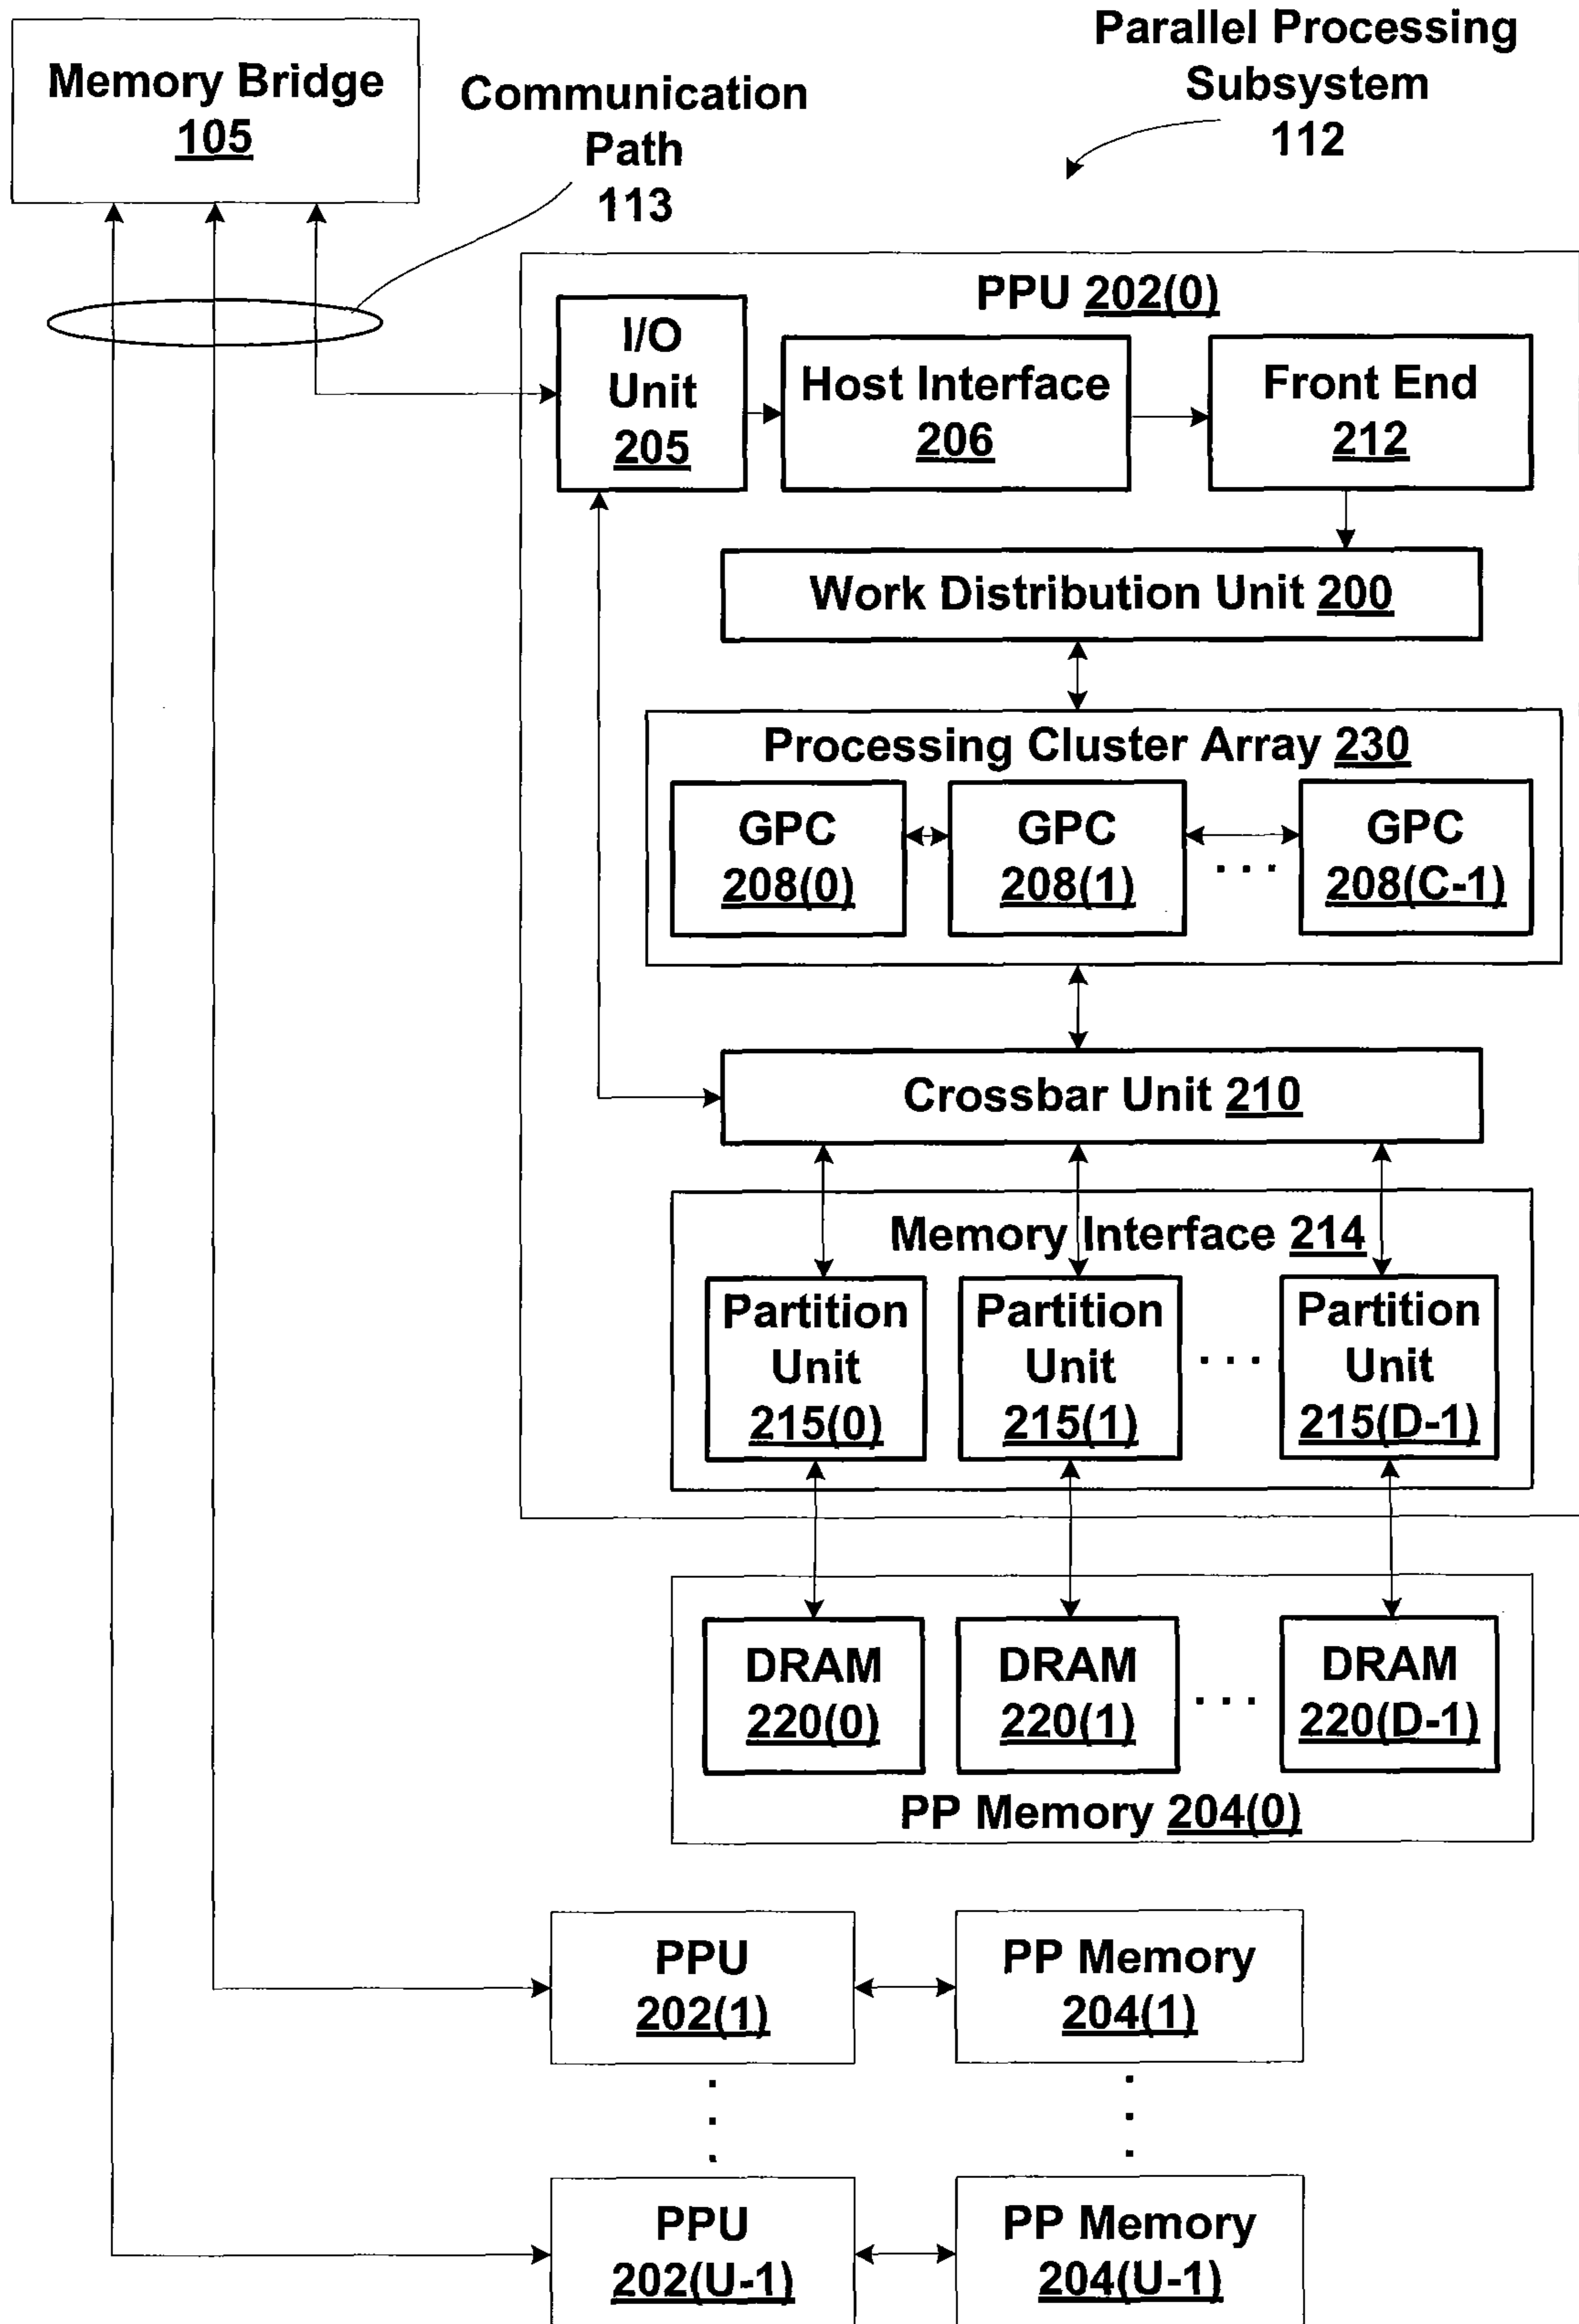 Memory Bridge
105
Communication
Path
113
Parallel Processing
Subsystem
112
PPU 202(0)
I/O
Unit
205
Host Interface
206
Front End
212
Work Distribution Unit 200
Processing Cluster Array 230
GPC
208(0)
GPC
208(1)
. . .
GPC
208(C-1)
Crossbar Unit 210
Memory Interface 214
Partition
Unit
215(0)
Partition
Unit
215(1)
. . .
Partition
Unit
215(D-1)
DRAM
220(0)
DRAM
220(1)
. . .
DRAM
220(D-1)
PP Memory 204(0)
PPU
202(1)
PP Memory
204(1)
PPU
202(U-1)
PP Memory
204(U-1)